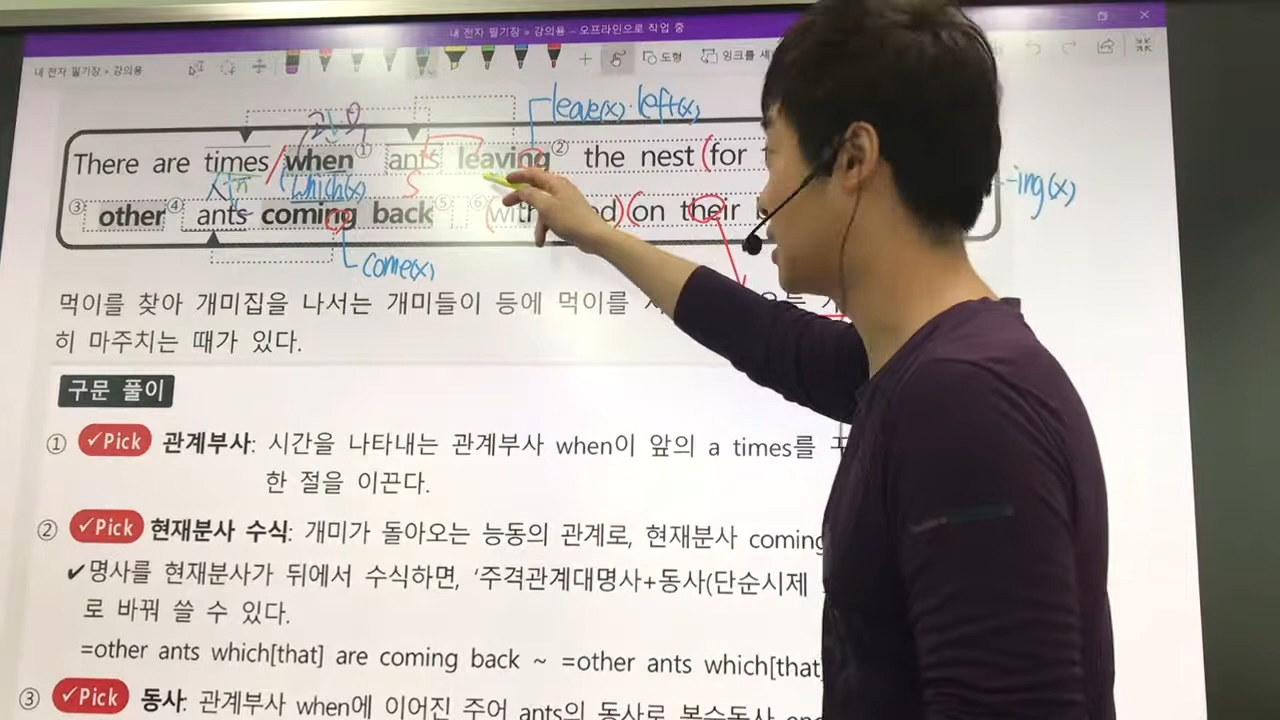 내 전자 필기장 » 강의용 – 오프라인으로 작업 중
내 전자 필기장 » 강의용
도형
잉크를
leave(x)· left(x)
There are times / when ① ants leaving ② the nest (for
which(x)
S
-ing(x)
③ other ④ ants coming back ⑤ ⑥ on their
come(x)
먹이를 찾아 개미집을 나서는 개미들이 등에 먹이를
히 마주치는 때가 있다.
구문 풀이
① ✓Pick 관계부사: 시간을 나타내는 관계부사 when이 앞의 a times를
한 절을 이끈다.
② ✓Pick 현재분사 수식: 개미가 돌아오는 능동의 관계로, 현재분사 coming
✔명사를 현재분사가 뒤에서 수식하면, ‘주격관계대명사+동사(단순시제
로 바꿔 쓸 수 있다.
=other ants which[that] are coming back ~ =other ants which[that]
③ ✓Pick 동사: 관계부사 when에 이어진 주어 ants의 동사로 복수동사